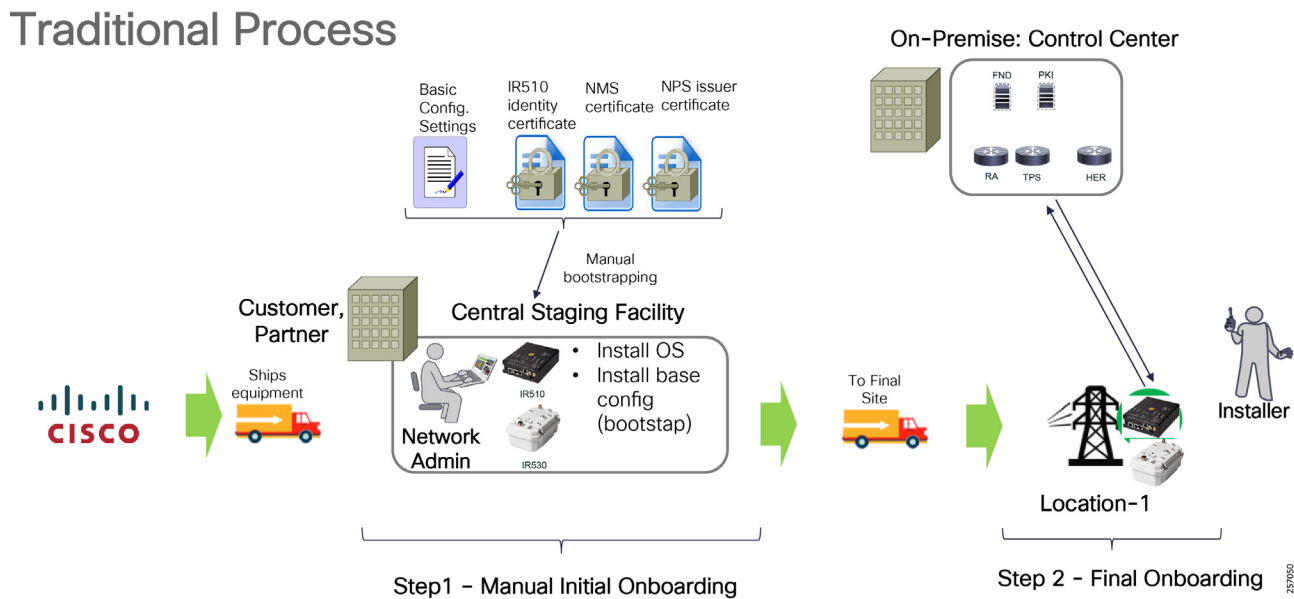 Traditional Process
On-Premise: Control Center
FND
PKI
RA
TPS
HER
Basic
Config.
Settings
IR510
identity
certificate
NMS
certificate
NPS issuer
certificate
Manual
bootstrapping
Customer,
Partner
Central Staging Facility
Network
Admin
IR510
IR530
• Install OS
• Install base
config
(bootstap)
Ships
equipment
CISCO
To Final
Site
Installer
Location-1
Step1 - Manual Initial Onboarding
Step 2 - Final Onboarding
257050